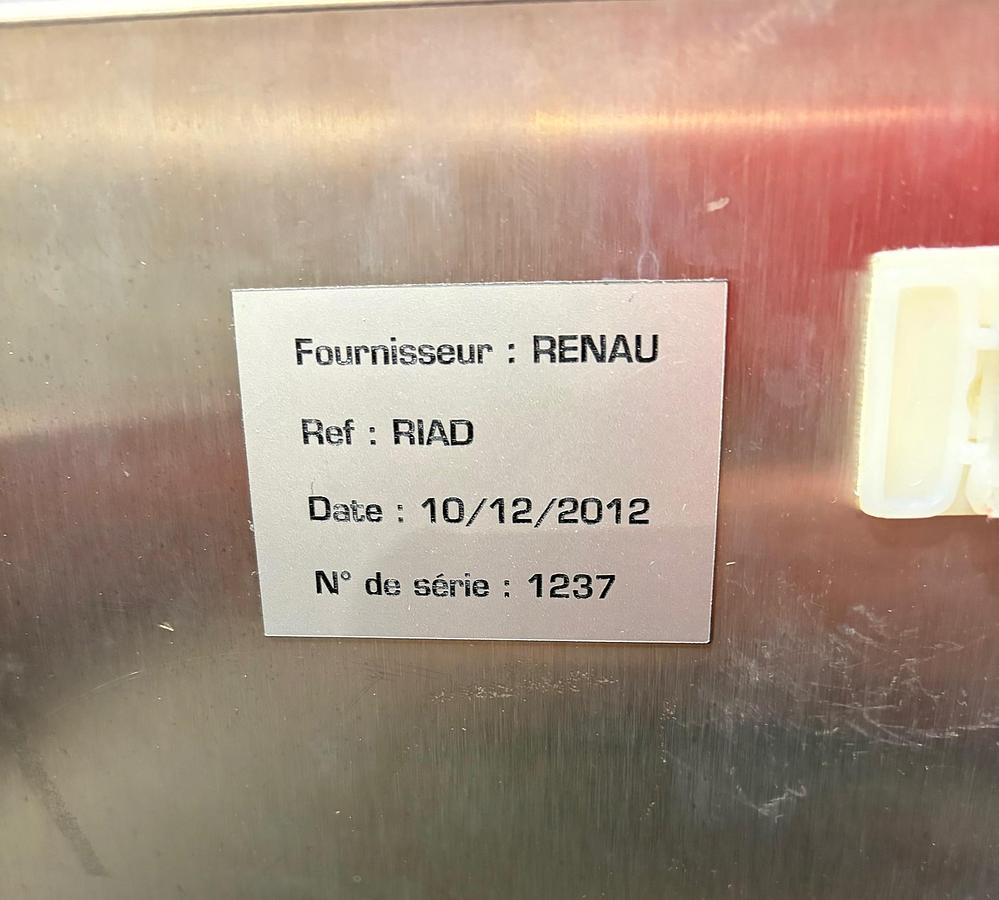 Fournisseur : RENAU
Ref : RIAD
Date : 10/12/2012
N° de série : 1237